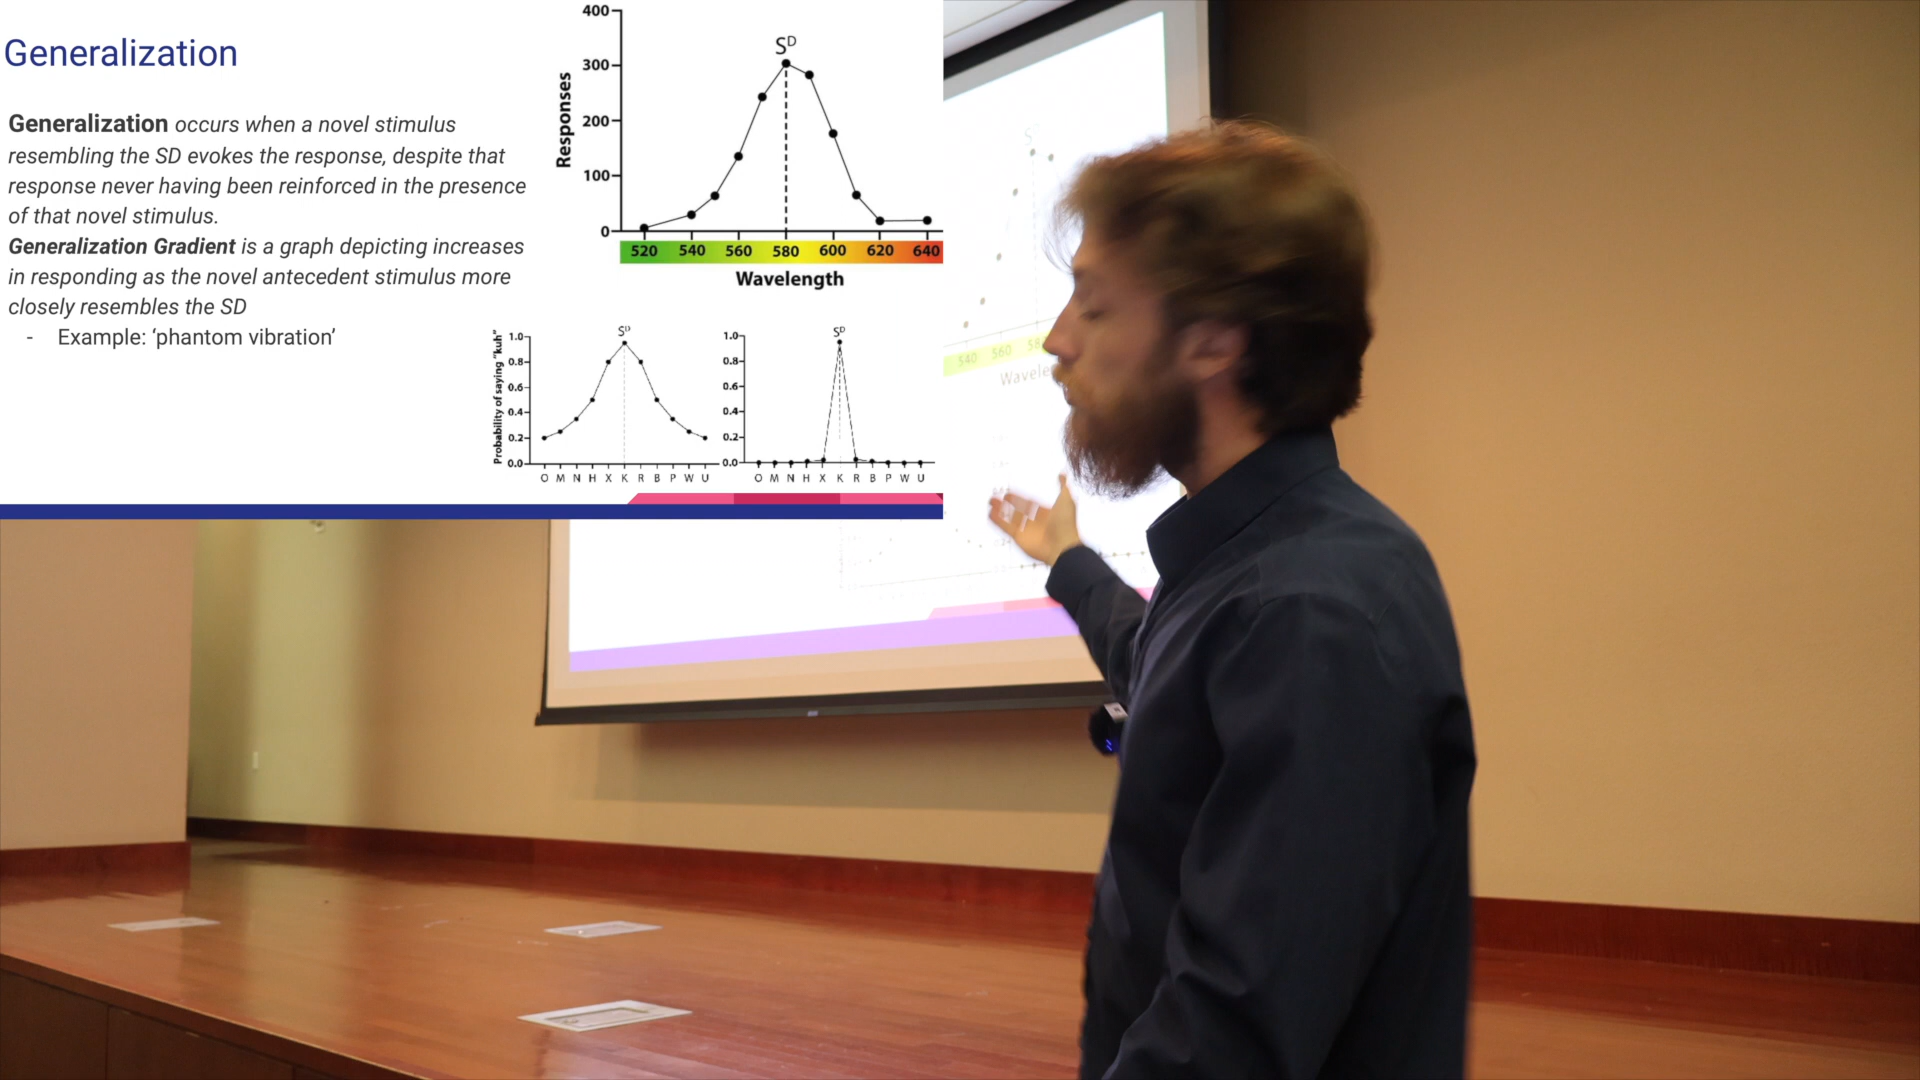 Generalization
Generalization occurs when a novel stimulus
resembling the SD evokes the response, despite that
response never having been reinforced in the presence
of that novel stimulus.
Generalization Gradient is a graph depicting increases
in responding as the novel antecedent stimulus more
closely resembles the SD
- Example: ‘phantom vibration’
400
300
200
100
0
Responses
SD
520 540 560 580 600 620 640
Wavelength
Probability of saying "kuh"
1.0
0.8
0.6
0.4
0.2
0.0
SD
O M N H X K R B P W U
1.0
0.8
0.6
0.4
0.2
0.0
SD
O M N H X K R B P W U
S
540 560 58
Wavele